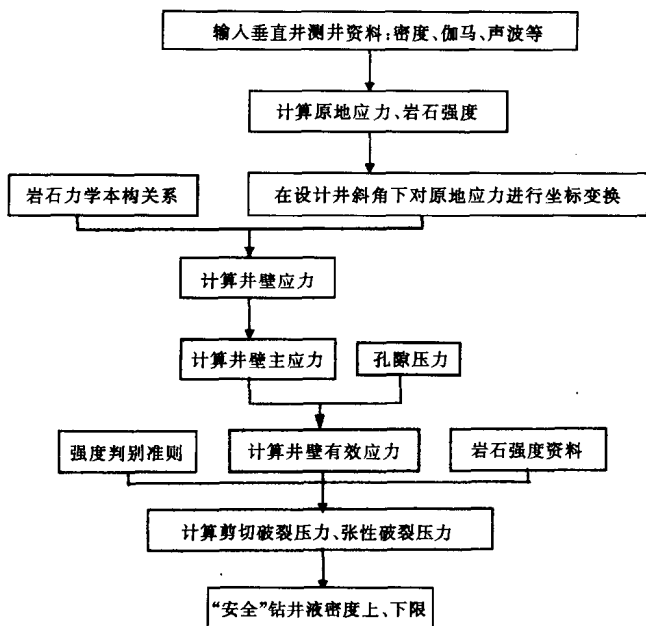 输入垂直井测井资料:密度、伽马、声波等
计算原地应力、岩石强度
岩石力学本构关系
在设计井斜角下对原地应力进行坐标变换
计算井壁应力
计算井壁主应力
孔隙压力
强度判别准则
计算井壁有效应力
岩石强度资料
计算剪切破裂压力、张性破裂压力
“安全”钻井液密度上、下限